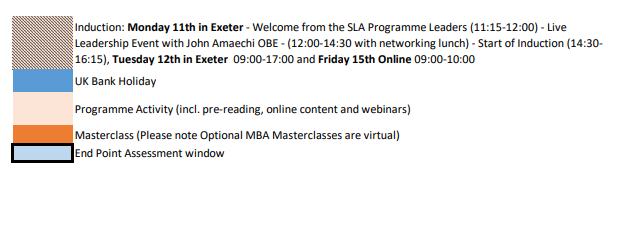 Induction: Monday 11th in Exeter - Welcome from the SLA Programme Leaders (11:15-12:00) - Live
Leadership Event with John Amaechi OBE - (12:00-14:30 with networking lunch) - Start of Induction (14:30-
16:15), Tuesday 12th in Exeter 09:00-17:00 and Friday 15th Online 09:00-10:00
UK Bank Holiday
Programme Activity (incl. pre-reading, online content and webinars)
Masterclass (Please note Optional MBA Masterclasses are virtual)
End Point Assessment window